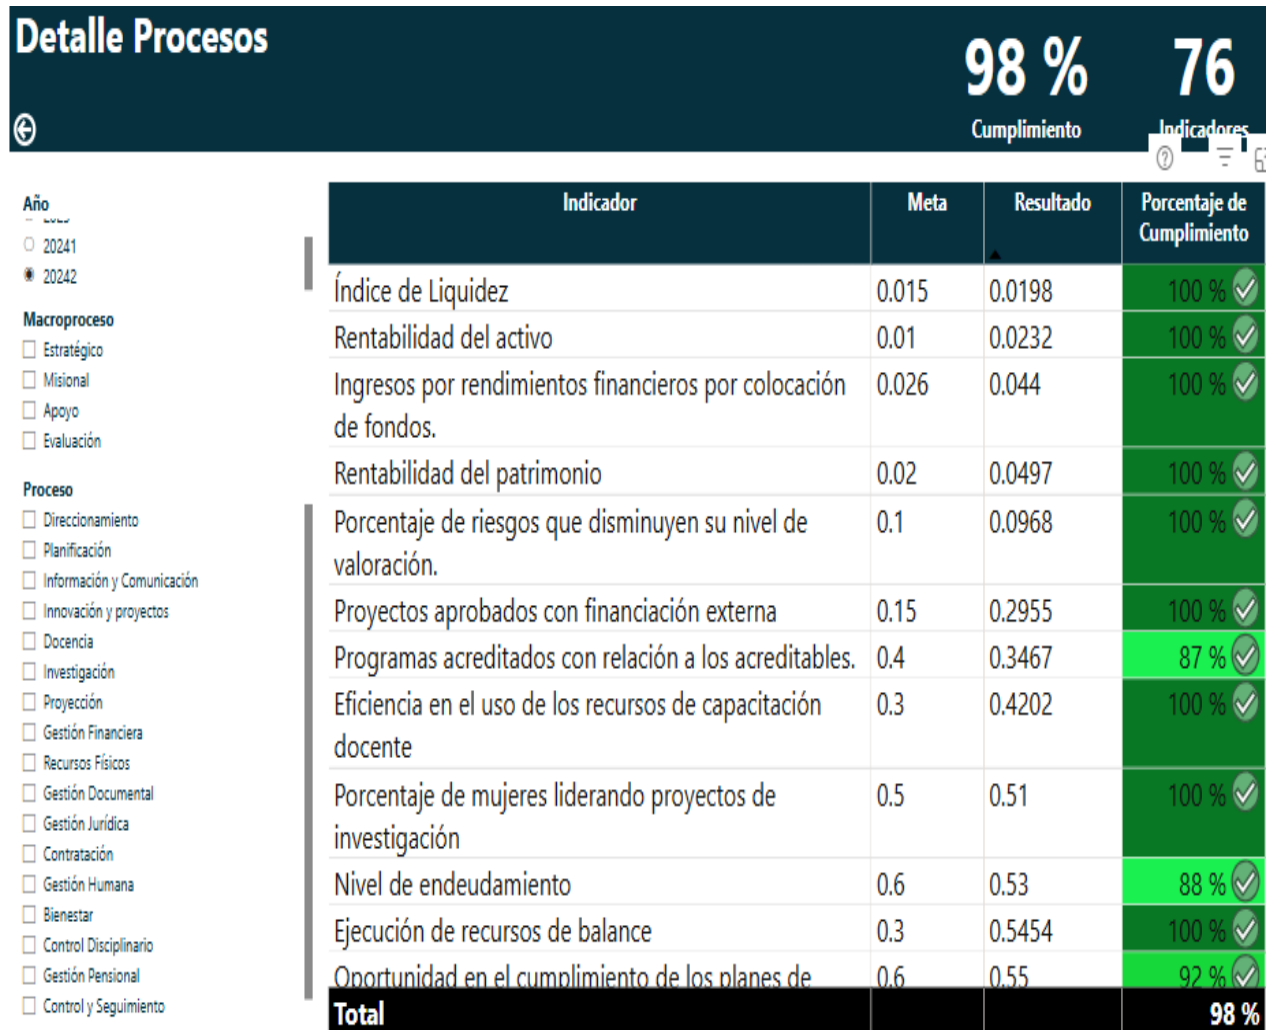 Detalle Procesos
98 %
76
Cumplimiento
Indicadores
Año
20241
20242
Macroproceso
Estratégico
Misional
Apoyo
Evaluación
Proceso
Direccionamiento
Planificación
Información y Comunicación
Innovación y proyectos
Docencia
Investigación
Proyección
Gestión Financiera
Recursos Físicos
Gestión Documental
Gestión Jurídica
Contratación
Gestión Humana
Bienestar
Control Disciplinario
Gestión Pensional
Control y Seguimiento
Indicador Meta Resultado Porcentaje de
Cumplimiento
Índice de Liquidez 0.015 0.0198 100 %
Rentabilidad del activo 0.01 0.0232 100 %
Ingresos por rendimientos financieros por colocación 0.026 0.044 100 %
de fondos.
Rentabilidad del patrimonio 0.02 0.0497 100 %
Porcentaje de riesgos que disminuyen su nivel de 0.1 0.0968 100 %
valoración.
Proyectos aprobados con financiación externa 0.15 0.2955 100 %
Programas acreditados con relación a los acreditables. 0.4 0.3467 87 %
Eficiencia en el uso de los recursos de capacitación 0.3 0.4202 100 %
docente
Porcentaje de mujeres liderando proyectos de 0.5 0.51 100 %
investigación
Nivel de endeudamiento 0.6 0.53 88 %
Ejecución de recursos de balance 0.3 0.5454 100 %
Oportunidad en el cumplimiento de los planes de 0.6 0.55 92 %
Total 98 %